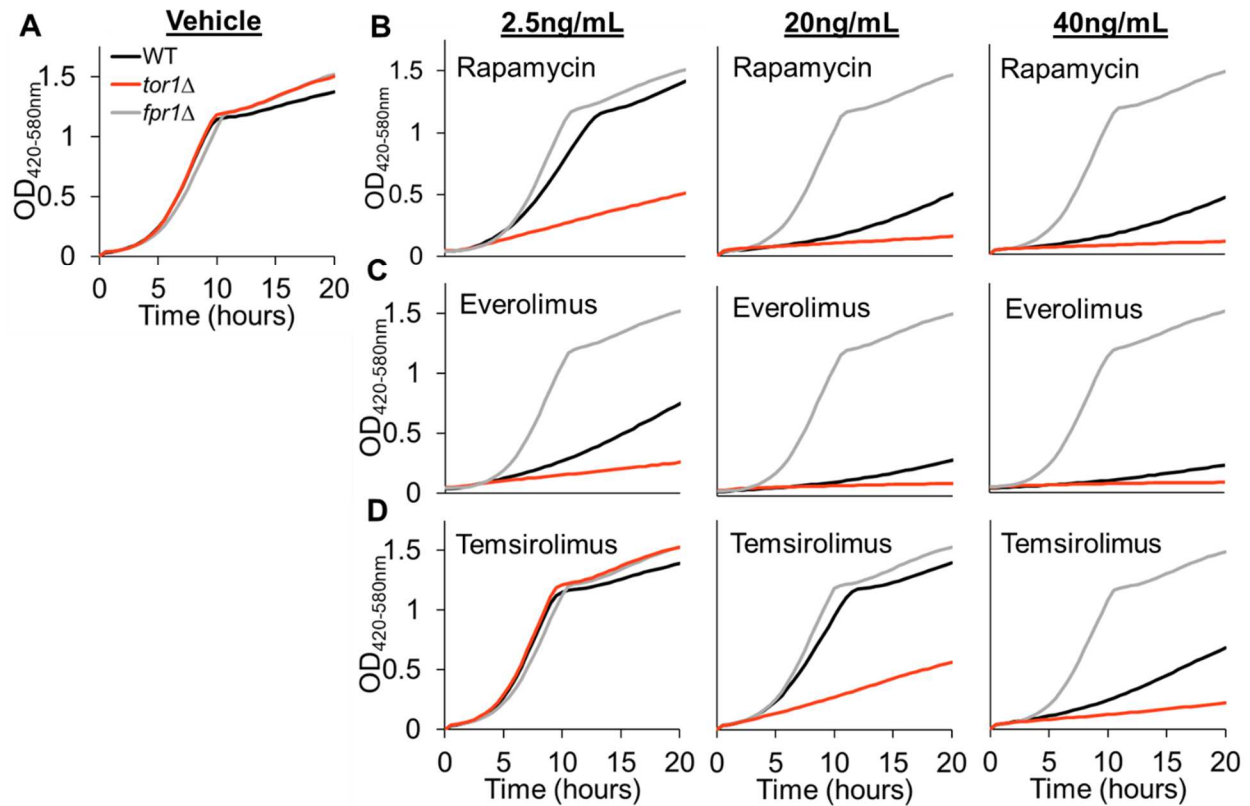 A
Vehicle
WT
tor1Δ
fpr1Δ
1.5
1
0.5
0
OD420-580nm
0 5 10 15 20
Time (hours)
B
2.5ng/mL
20ng/mL
40ng/mL
Rapamycin
Rapamycin
Rapamycin
1.5
1
0.5
0
OD420-580nm
C
Everolimus
Everolimus
Everolimus
1.5
1
0.5
0
OD420-580nm
D
Temsirolimus
Temsirolimus
Temsirolimus
1.5
1
0.5
0
OD420-580nm
0 5 10 15 20
0 5 10 15 20
0 5 10 15 20
Time (hours)
Time (hours)
Time (hours)